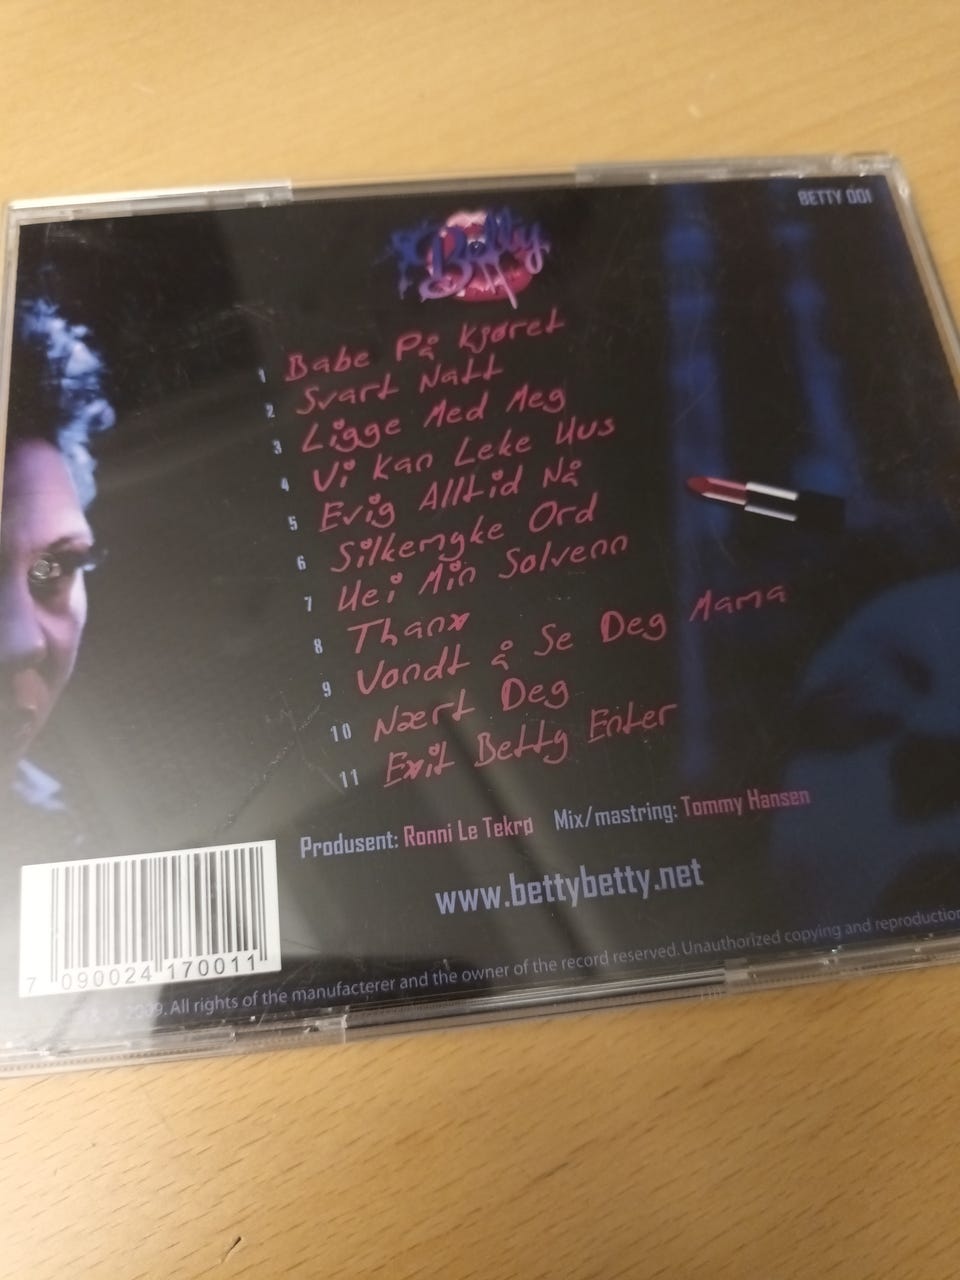 BETTY 001
Betty
1 Babe På Kjøret
2 Svart Natt
3 Ligge Med Meg
4 Vi Kan Leke Hus
5 Evig Alltid Nå
6 Silkemyke Ord
7 Hei Min Sølvenn
8 Thanx
9 Vondt å Se Deg Mama
10 Nært Deg
11 Exit Betty Enter
Produsent: Ronni Le Tekrø Mix/mastring: Tommy Hansen
www.bettybetty.net
7 090024 170011
2009. All rights of the manufacterer and the owner of the record reserved. Unauthorized copying and reproduction